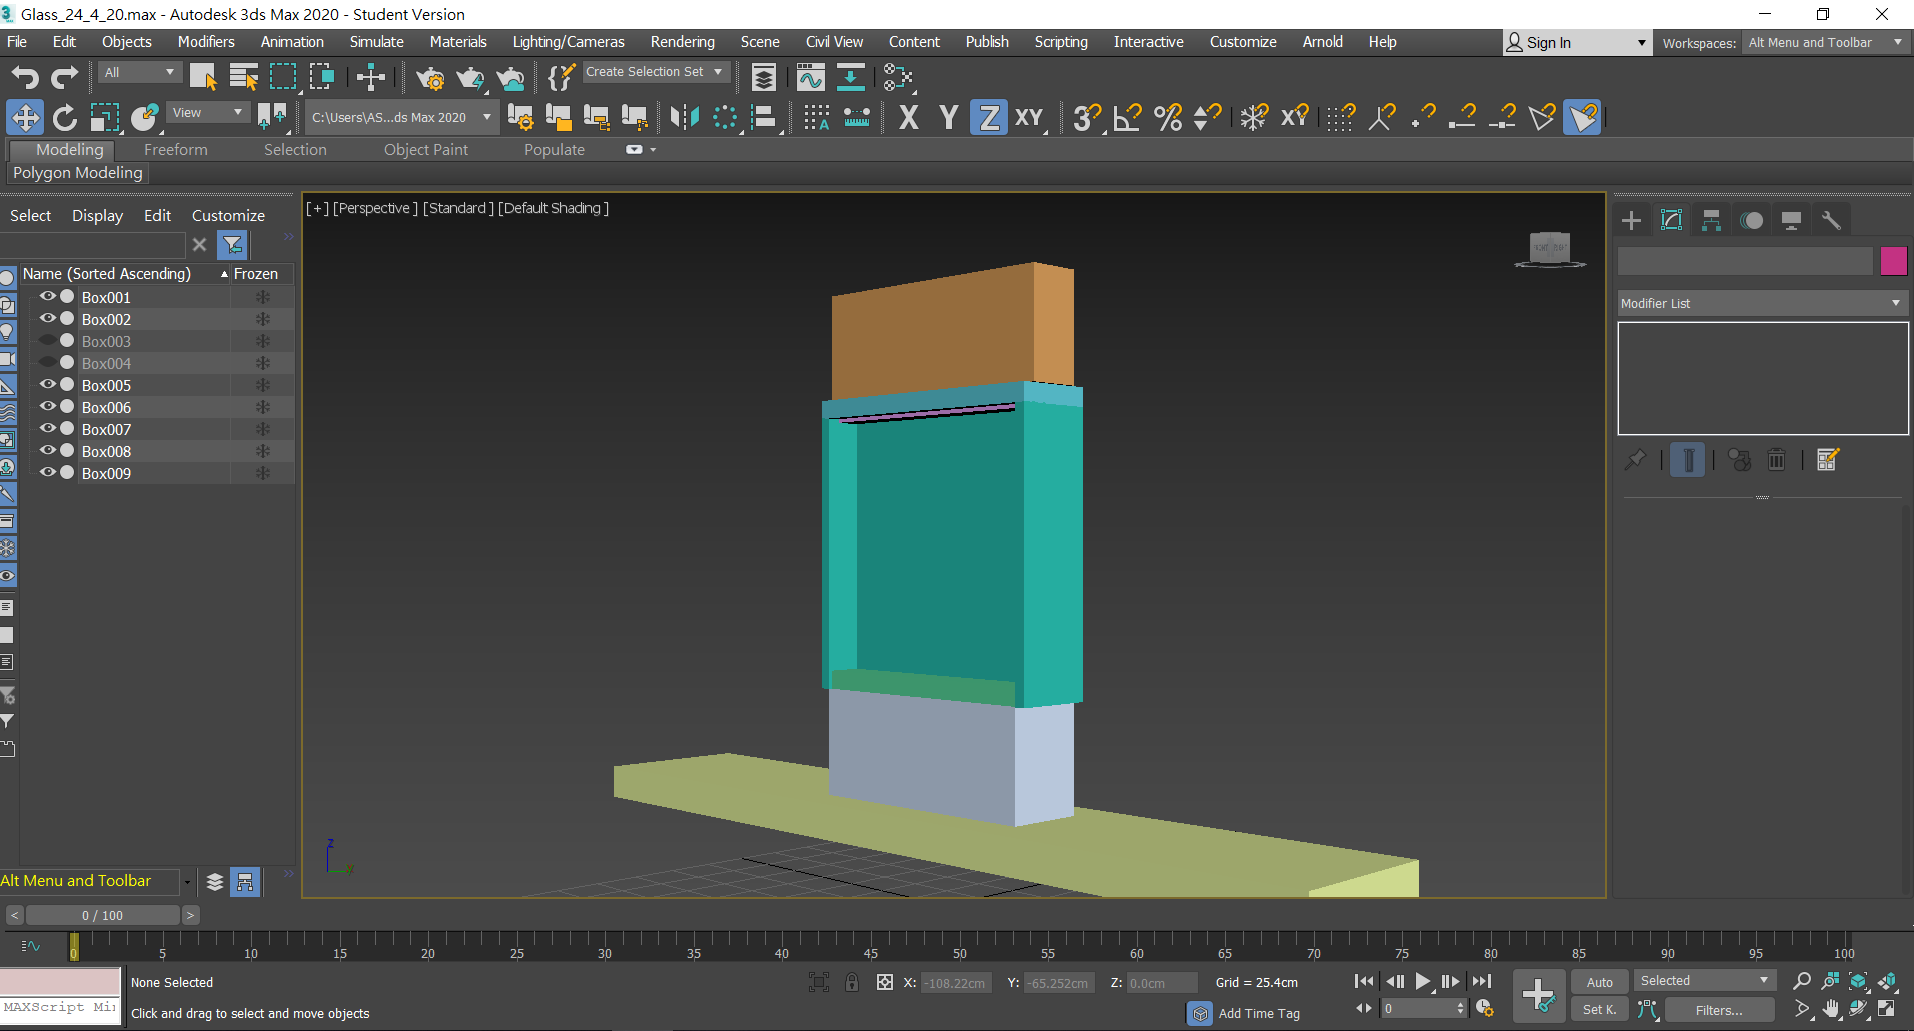 Glass_24_4_20.max - Autodesk 3ds Max 2020 - Student Version
File Edit Objects Modifiers Animation Simulate Materials Lighting/Cameras Rendering Scene Civil View Content Publish Scripting Interactive Customize Arnold Help Sign In Workspaces: Alt Menu and Toolbar
All Create Selection Set
View C:\Users\AS...ds Max 2020 X Y Z XY 3 XY
Modeling Freeform Selection Object Paint Populate
Polygon Modeling
Select Display Edit Customize
[+] [Perspective] [Standard] [Default Shading]
Name (Sorted Ascending) Frozen
Box001
Box002
Box003
Box004
Box005
Box006
Box007
Box008
Box009
Modifier List
z
y
Alt Menu and Toolbar
< 0 / 100 >
0 5 10 15 20 25 30 35 40 45 50 55 60 65 70 75 80 85 90 95 100
None Selected X: -108.22cm Y: -65.252cm Z: 0.0cm Grid = 25.4cm Auto Selected
MAXScript Mi
Click and drag to select and move objects Add Time Tag 0 Set K. Filters...